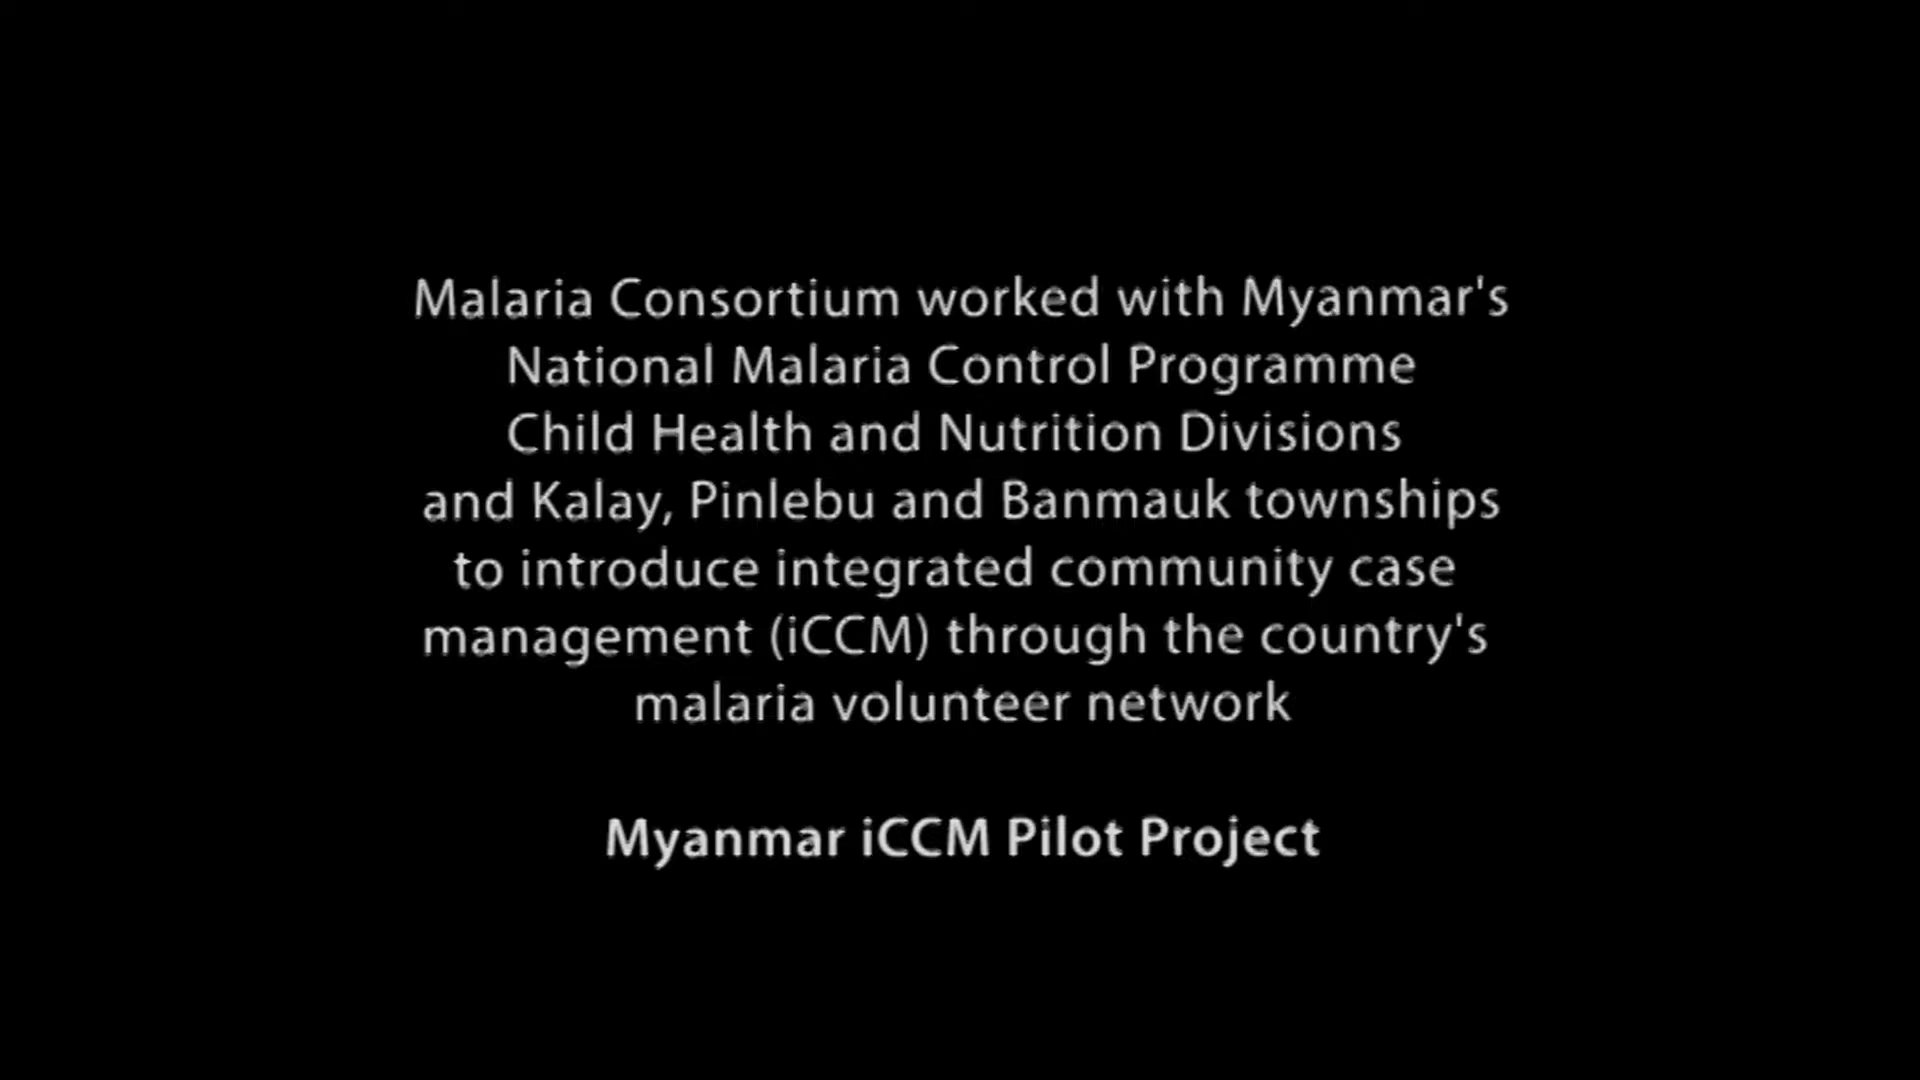 Malaria Consortium worked with Myanmar's
National Malaria Control Programme
Child Health and Nutrition Divisions
and Kalay, Pinlebu and Banmauk townships
to introduce integrated community case
management (iCCM) through the country's
malaria volunteer network
Myanmar iCCM Pilot Project